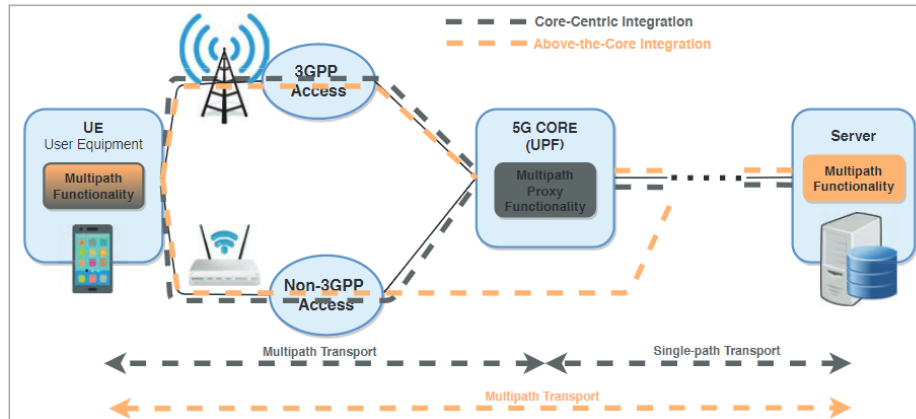 Core-Centric Integration
Above-the-Core Integration
3GPP
Access
UE
User Equipment
Multipath
Functionality
5G CORE
(UPF)
Multipath
Proxy
Functionality
Server
Multipath
Functionality
Non-3GPP
Access
Multipath Transport
Single-path Transport
Multipath Transport